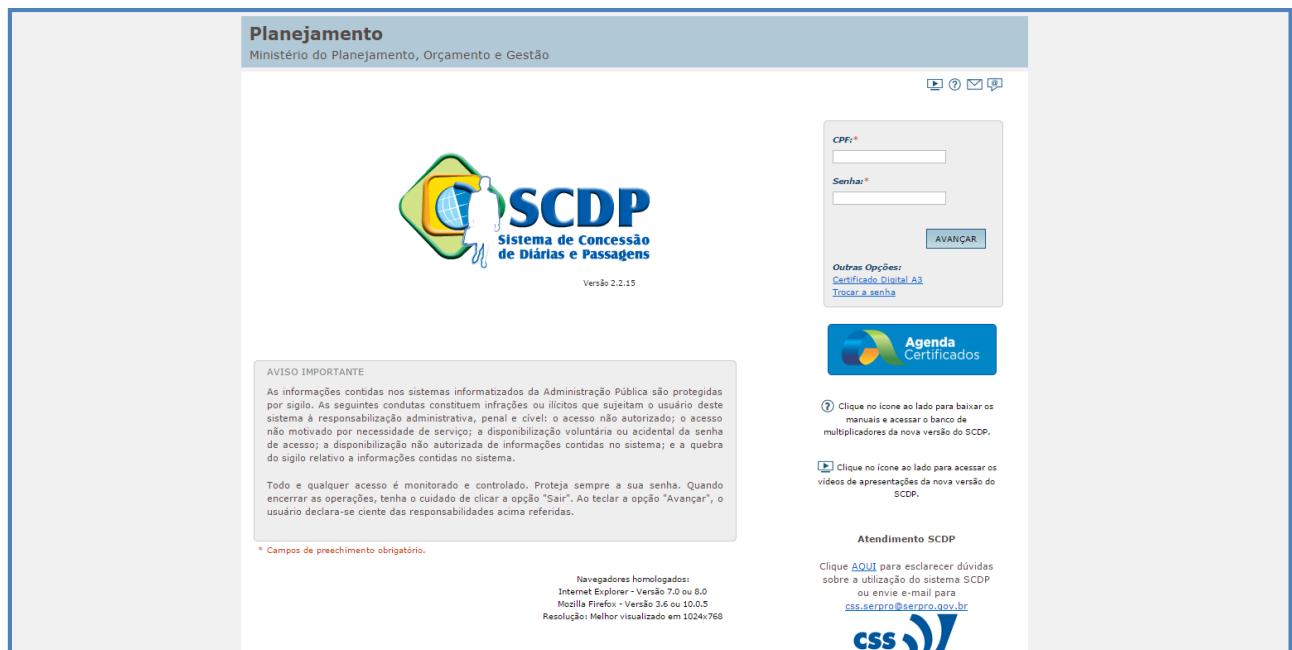 Planejamento
Ministério do Planejamento, Orçamento e Gestão
CPF:*
Senha:*
AVANÇAR
Outras Opções:
Certificado Digital A3
Trocar a senha
SCDP
Sistema de Concessão
de Diárias e Passagens
Versão 2.2.15
Agenda
Certificados
AVISO IMPORTANTE
As informações contidas nos sistemas informatizados da Administração Pública são protegidas
por sigilo. As seguintes condutas constituem infrações ou ilícitos que sujeitam o usuário deste
sistema à responsabilização administrativa, penal e cível: o acesso não autorizado; o acesso
não motivado por necessidade de serviço; a disponibilização voluntária ou acidental da senha
de acesso; a disponibilização não autorizada de informações contidas no sistema; e a quebra
do sigilo relativo a informações contidas no sistema.
Todo e qualquer acesso é monitorado e controlado. Proteja sempre a sua senha. Quando
encerrar as operações, tenha o cuidado de clicar a opção "Sair". Ao teclar a opção "Avançar", o
usuário declara-se ciente das responsabilidades acima referidas.
* Campos de preechimento obrigatório.
Clique no ícone ao lado para baixar os
manuais e acessar o banco de
multiplicadores da nova versão do SCDP.
Clique no ícone ao lado para acessar os
vídeos de apresentações da nova versão do
SCDP.
Atendimento SCDP
Clique AQUI para esclarecer dúvidas
sobre a utilização do sistema SCDP
ou envie e-mail para
css.serpro@serpro.gov.br
css
Navegadores homologados:
Internet Explorer - Versão 7.0 ou 8.0
Mozilla Firefox - Versão 3.6 ou 10.0.5
Resolução: Melhor visualizado em 1024x768